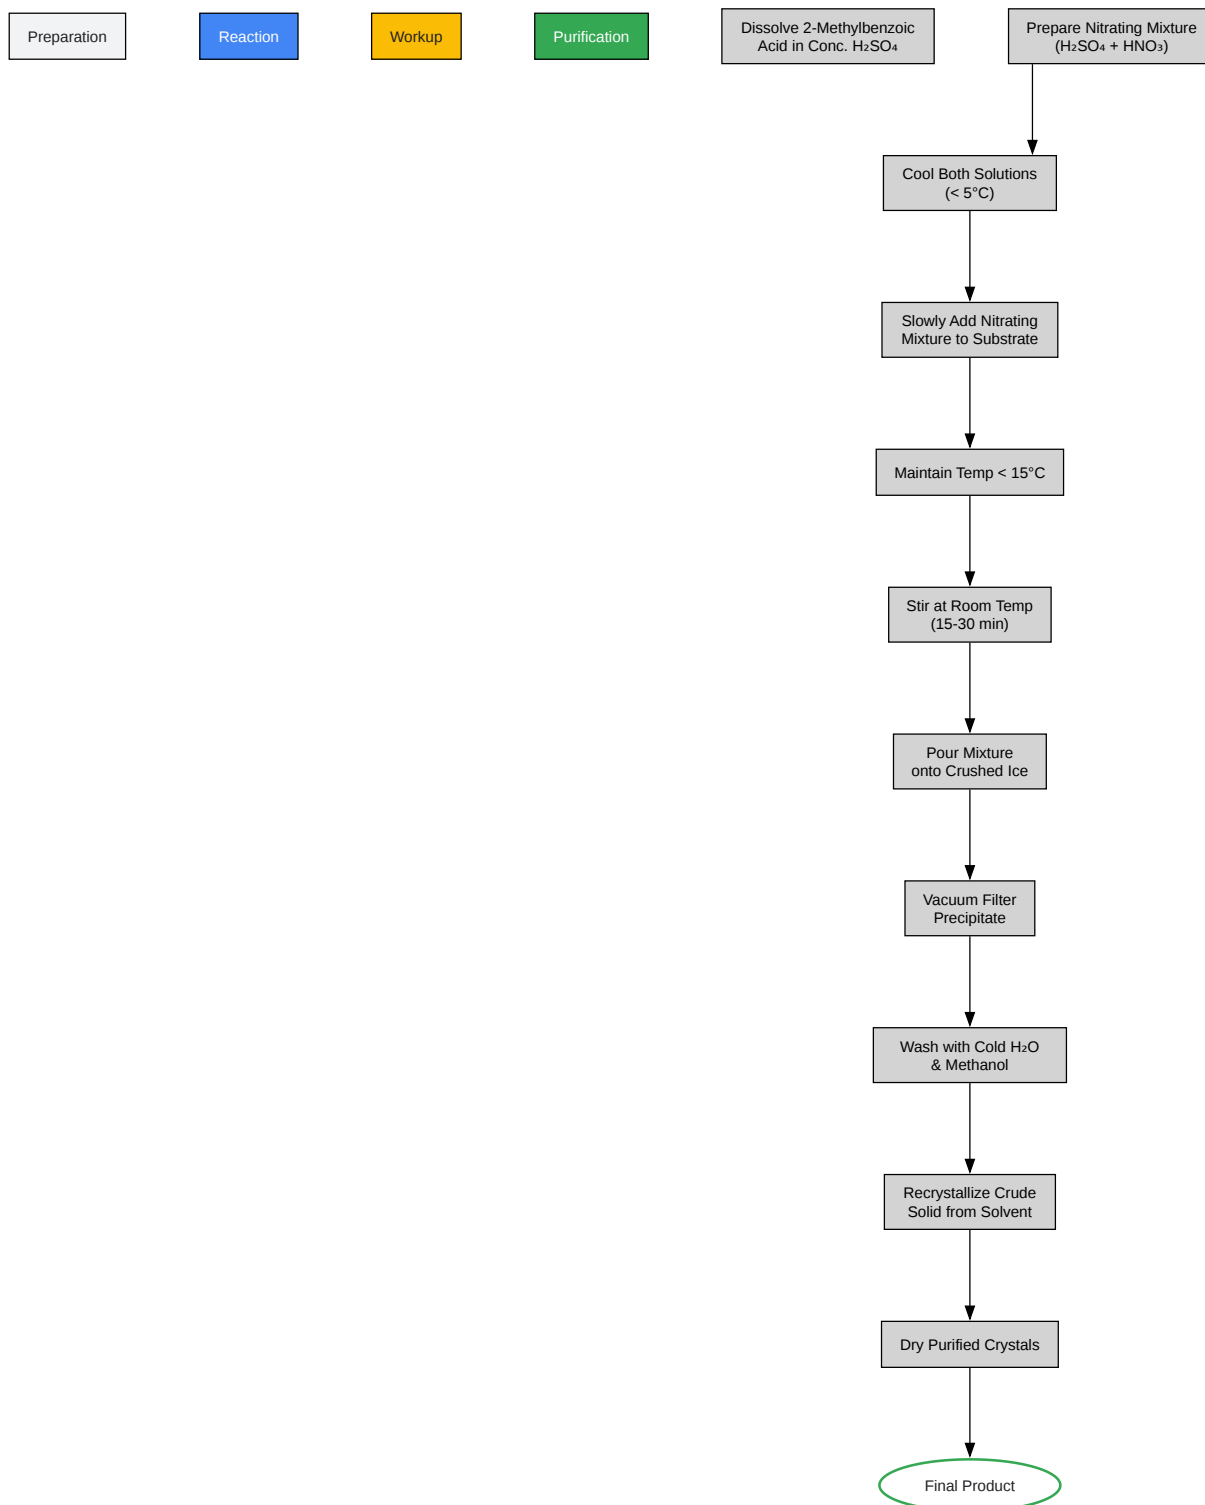 Preparation
Reaction
Workup
Purification
Dissolve 2-Methylbenzoic
Acid in Conc. H₂SO₄
Prepare Nitrating Mixture
(H₂SO₄ + HNO₃)
Cool Both Solutions
(< 5°C)
Slowly Add Nitrating
Mixture to Substrate
Maintain Temp < 15°C
Stir at Room Temp
(15-30 min)
Pour Mixture
onto Crushed Ice
Vacuum Filter
Precipitate
Wash with Cold H₂O
& Methanol
Recrystallize Crude
Solid from Solvent
Dry Purified Crystals
Final Product